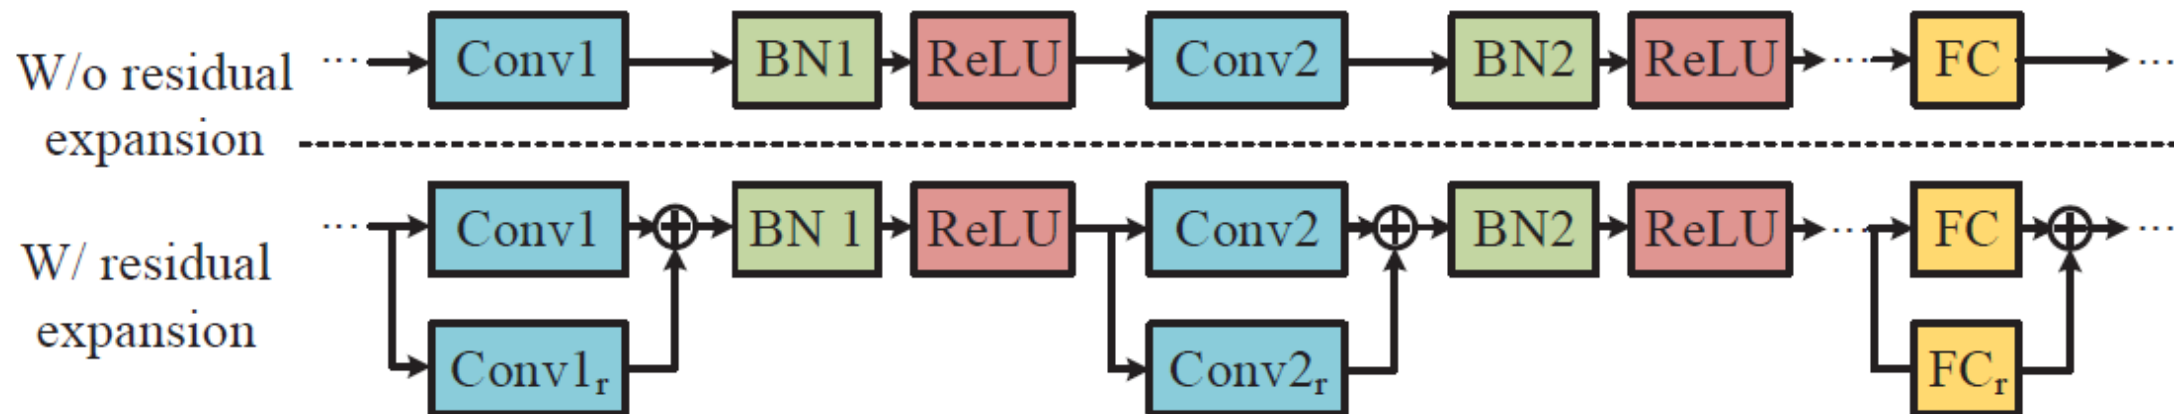 W/o residual
expansion
... Conv1 BN1 ReLU Conv2 BN2 ReLU ... FC ...
W/ residual
expansion
... Conv1 BN 1 ReLU Conv2 BN2 ReLU ... FC ...
Conv1r Conv2r FCr